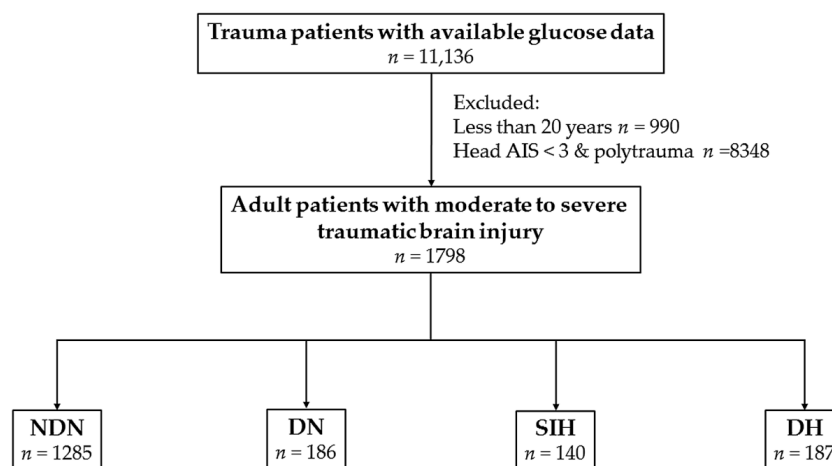 Trauma patients with available glucose data
n = 11,136
Excluded:
Less than 20 years n = 990
Head AIS < 3 & polytrauma n =8348
Adult patients with moderate to severe
traumatic brain injury
n = 1798
NDN
n = 1285
DN
n = 186
SIH
n = 140
DH
n = 187